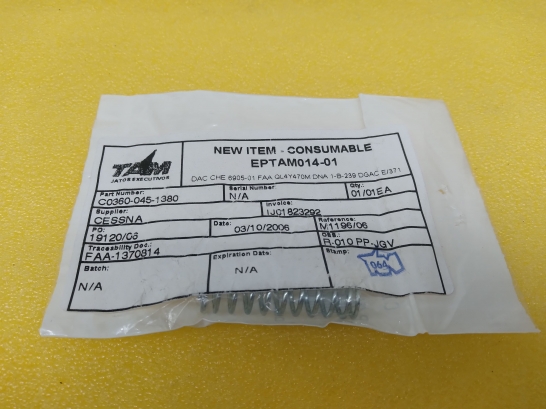 TAM
JATOS EXECUTIVOS
NEW ITEM - CONSUMABLE
EPTAM014-01
DAC CHE 6905-01 FAA QL4Y470M DNA 1-B-239 DGAC E/371
Part Number:
C0360-045-1380
Serial Number:
N/A
Qty.:
01/01EA
Supplier:
CESSNA
Invoice:
IJ01823292
PO:
19120/06
Date:
03/10/2006
Reference:
M1196/06
Traceability Doc.:
FAA-1370814
OBS.:
R-010 PP-JGV
Batch:
N/A
Expiration Date:
N/A
Stamp:
064